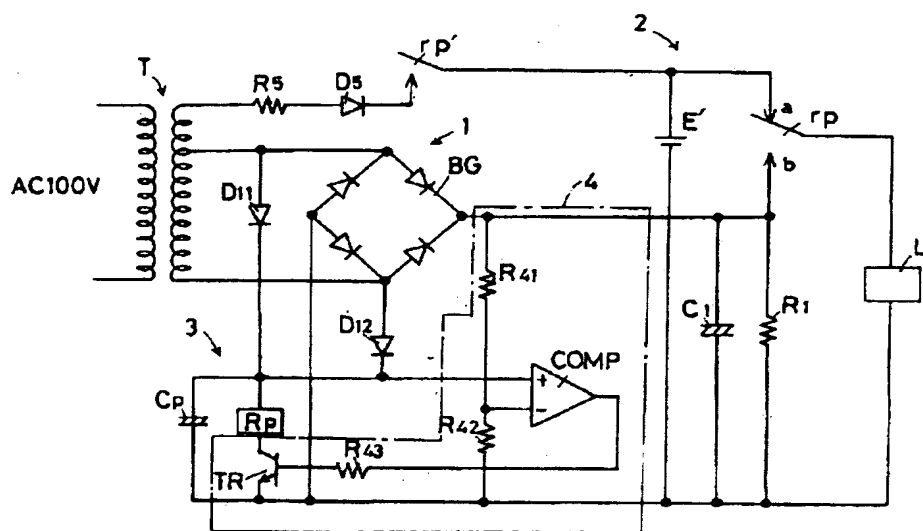 2
rp'
T
R5
D5
1
a
E'
rp
BG
b
4
AC100V
D11
R41
L
C1
R1
D12
3
COMP
+
Cp
−
Rp
R42
R43
TR